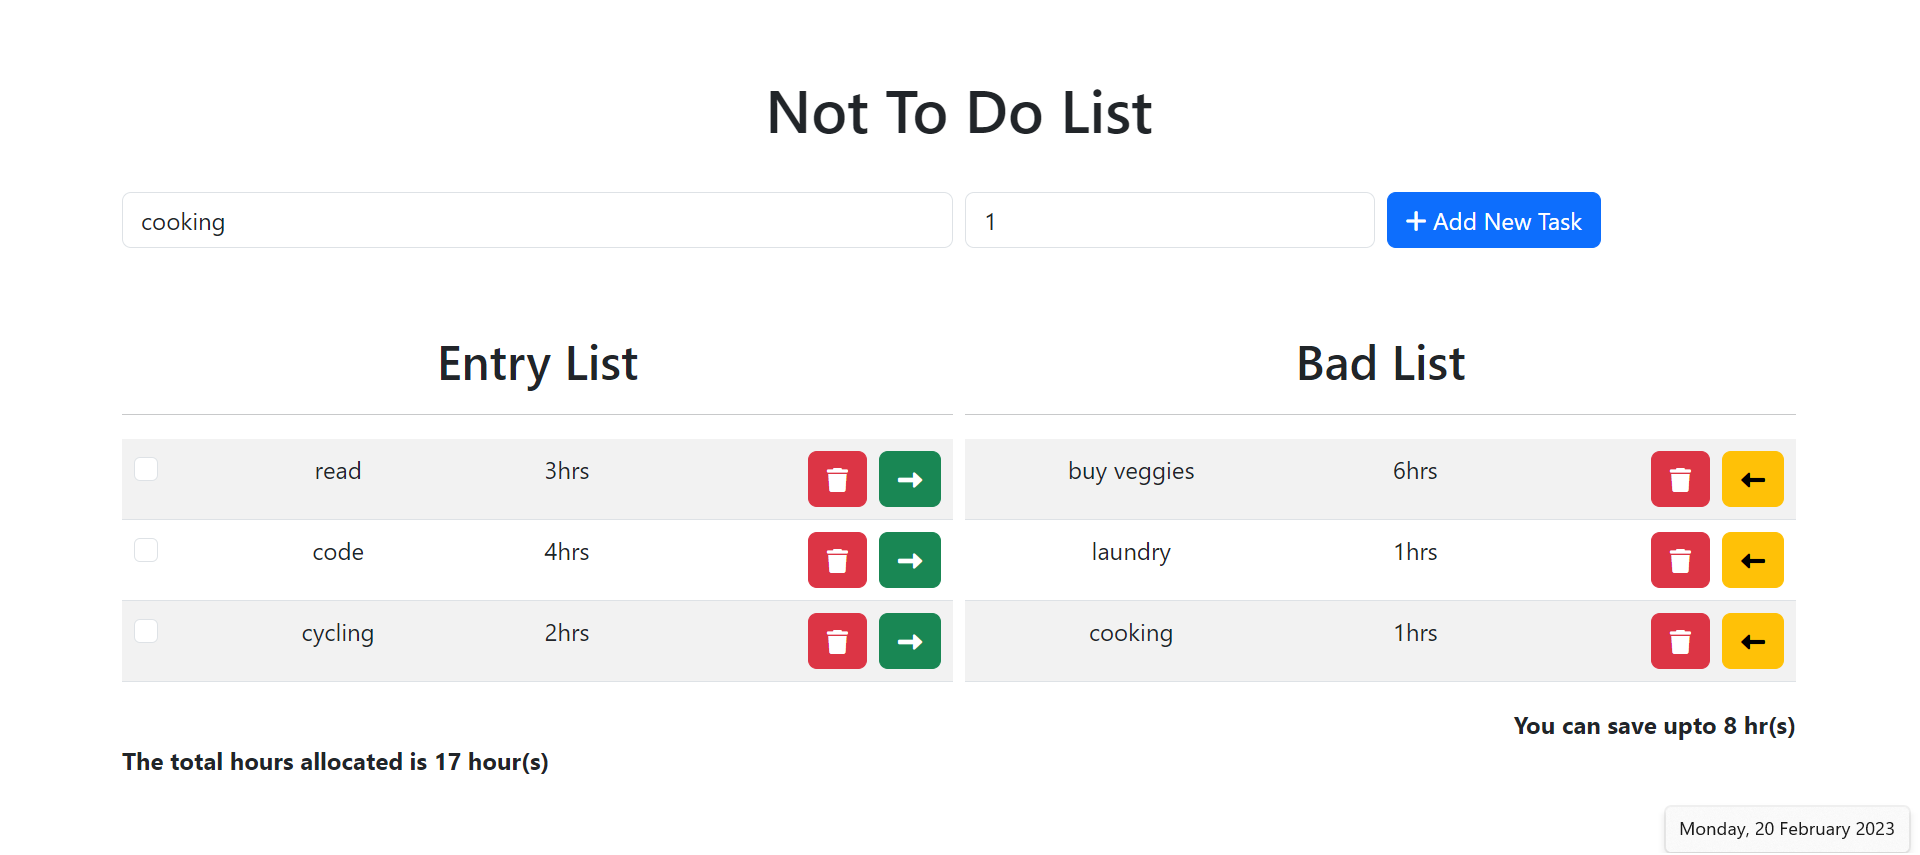 Not To Do List
cooking 1 Add New Task
Entry List
read 3hrs
code 4hrs
cycling 2hrs
Bad List
buy veggies 6hrs
laundry 1hrs
cooking 1hrs
You can save upto 8 hr(s)
The total hours allocated is 17 hour(s)
Monday, 20 February 2023